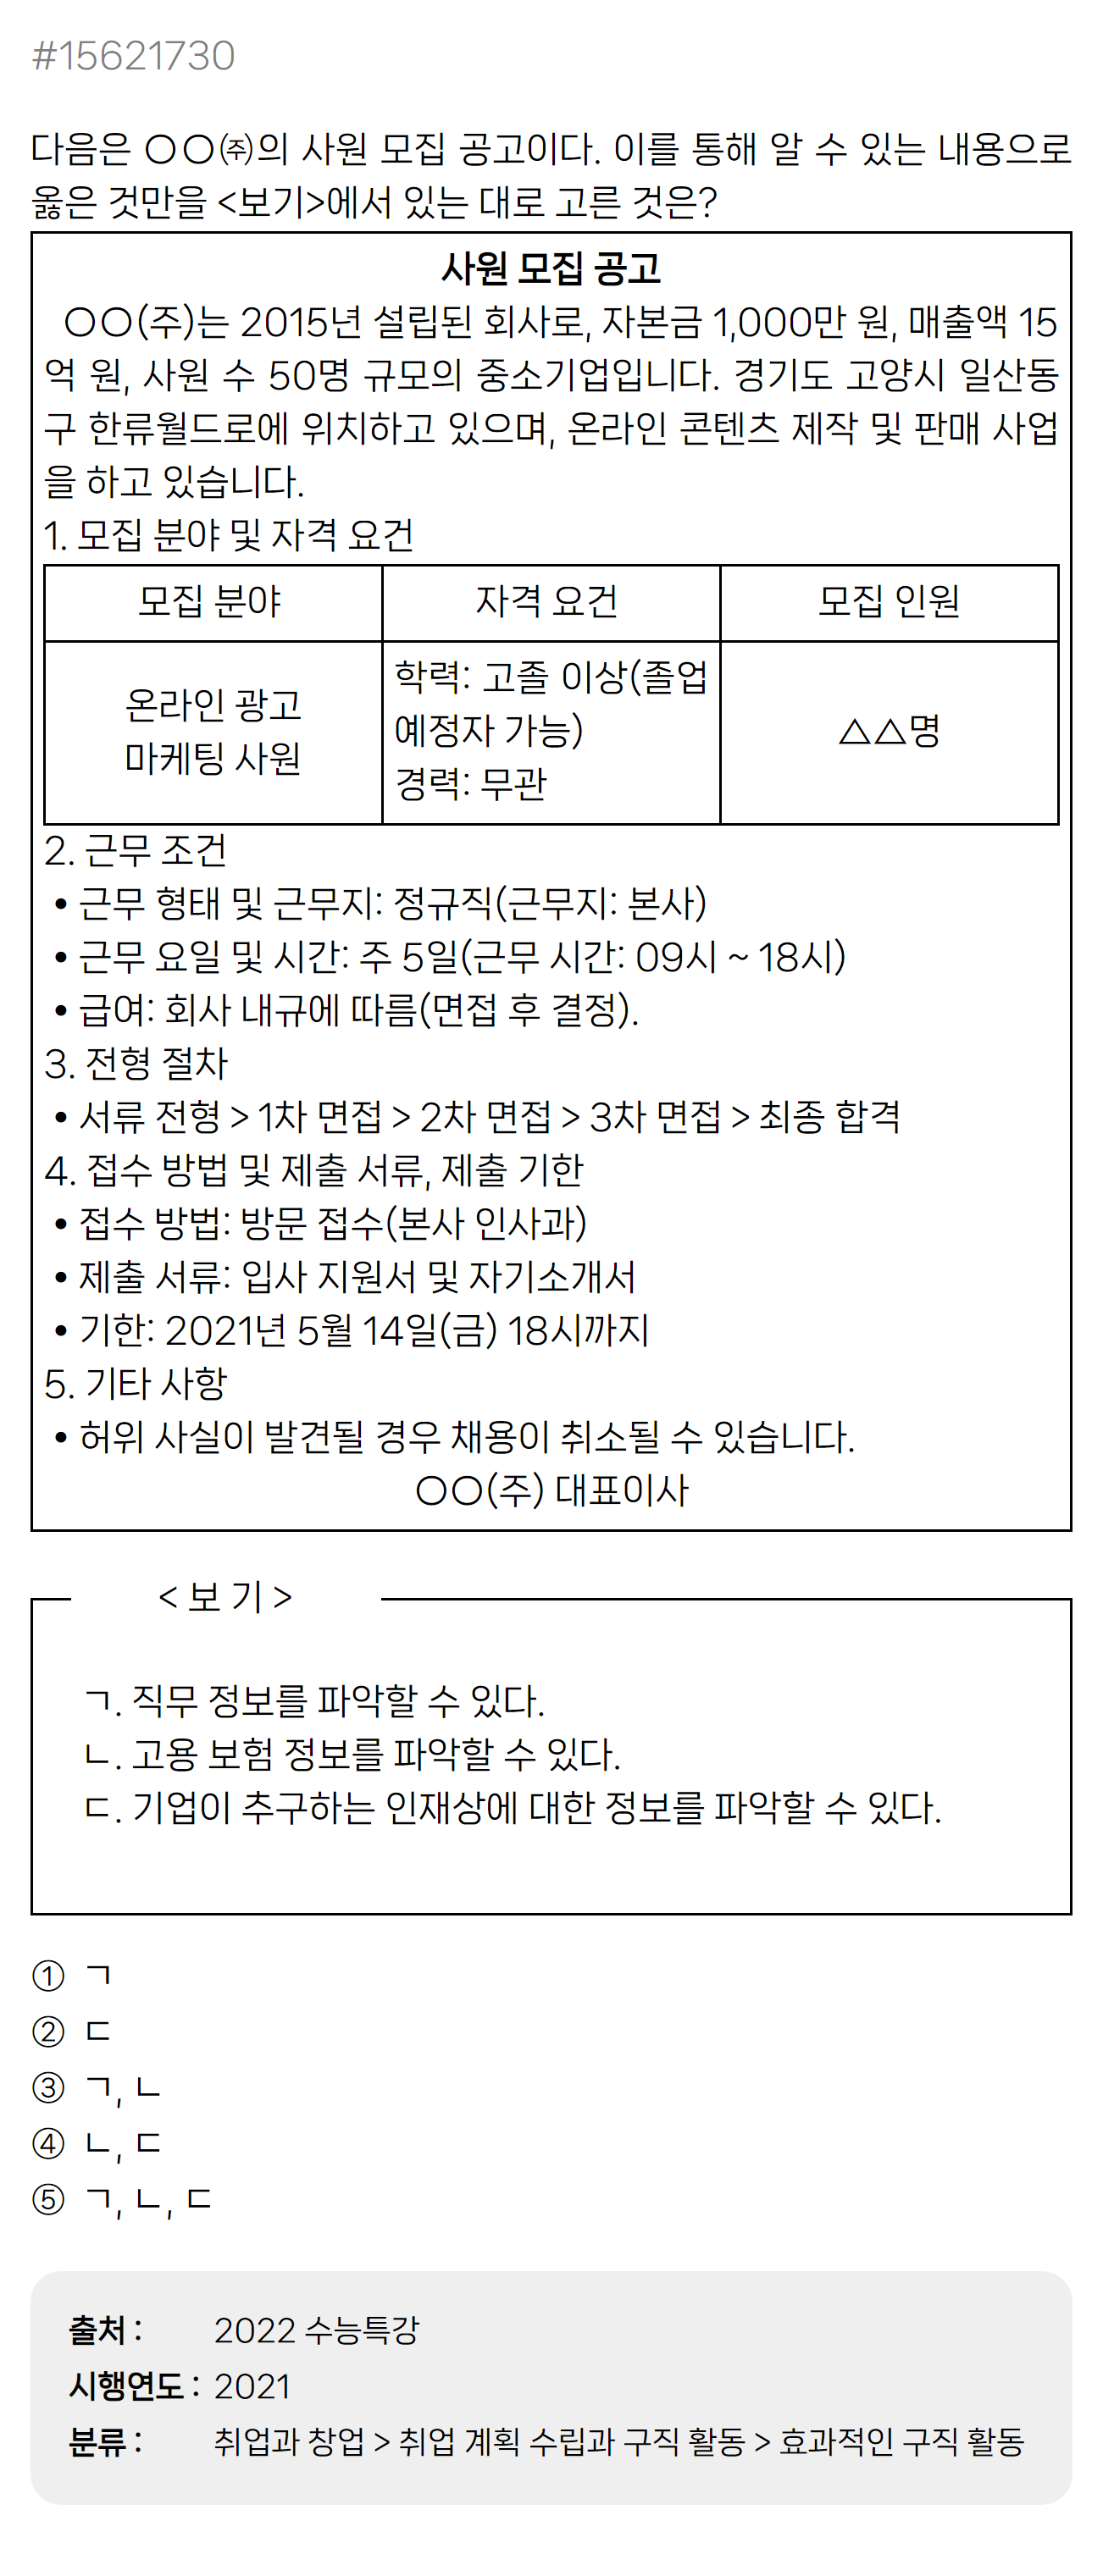 #15621730
다음은 ○○㈜의 사원 모집 공고이다. 이를 통해 알 수 있는 내용으로
옳은 것만을 <보기>에서 있는 대로 고른 것은?
사원 모집 공고
○○(주)는 2015년 설립된 회사로, 자본금 1,000만 원, 매출액 15
억 원, 사원 수 50명 규모의 중소기업입니다. 경기도 고양시 일산동
구 한류월드로에 위치하고 있으며, 온라인 콘텐츠 제작 및 판매 사업
을 하고 있습니다.
1. 모집 분야 및 자격 요건
모집 분야 자격 요건 모집 인원
온라인 광고
마케팅 사원
학력: 고졸 이상(졸업
예정자 가능)
경력: 무관
△△명
2. 근무 조건
• 근무 형태 및 근무지: 정규직(근무지: 본사)
• 근무 요일 및 시간: 주 5일(근무 시간: 09시 ~ 18시)
• 급여: 회사 내규에 따름(면접 후 결정).
3. 전형 절차
• 서류 전형 > 1차 면접 > 2차 면접 > 3차 면접 > 최종 합격
4. 접수 방법 및 제출 서류, 제출 기한
• 접수 방법: 방문 접수(본사 인사과)
• 제출 서류: 입사 지원서 및 자기소개서
• 기한: 2021년 5월 14일(금) 18시까지
5. 기타 사항
• 허위 사실이 발견될 경우 채용이 취소될 수 있습니다.
○○(주) 대표이사
< 보 기 >
ㄱ. 직무 정보를 파악할 수 있다.
ㄴ. 고용 보험 정보를 파악할 수 있다.
ㄷ. 기업이 추구하는 인재상에 대한 정보를 파악할 수 있다.
① ㄱ
② ㄷ
③ ㄱ, ㄴ
④ ㄴ, ㄷ
⑤ ㄱ, ㄴ, ㄷ
출처 : 2022 수능특강
시행연도 : 2021
분류 : 취업과 창업 > 취업 계획 수립과 구직 활동 > 효과적인 구직 활동